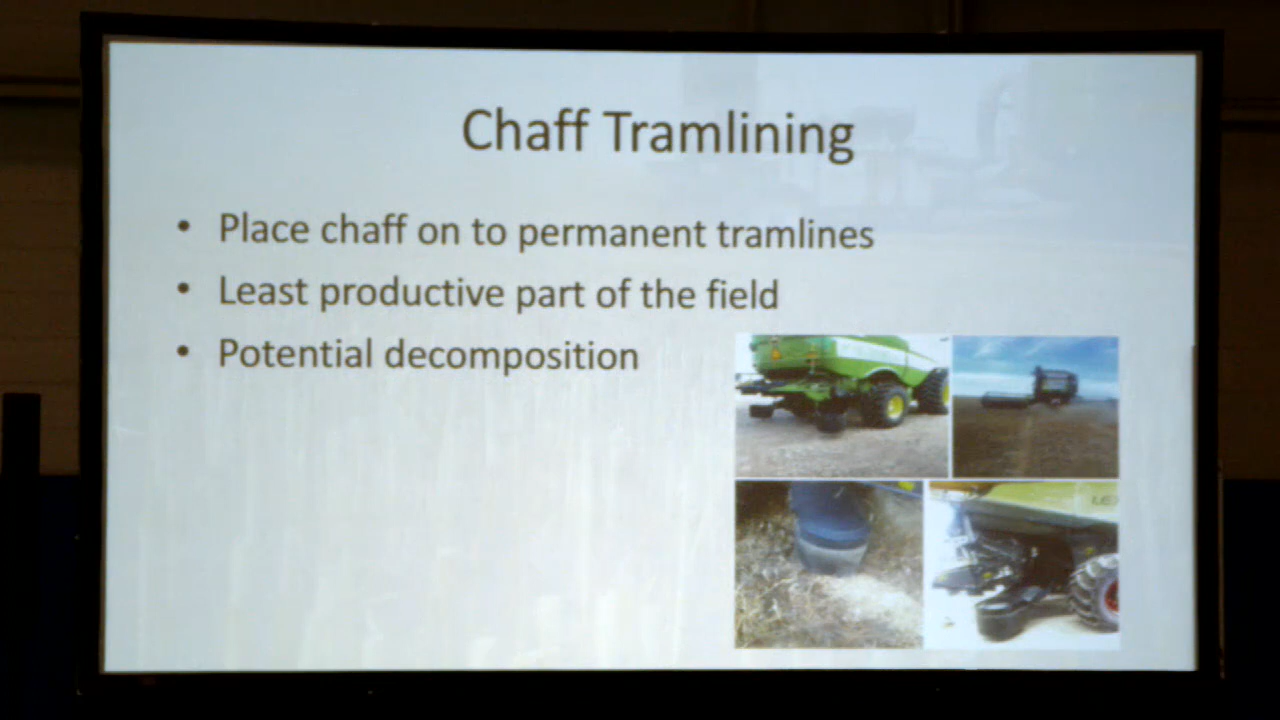 Chaff Tramlining
• Place chaff on to permanent tramlines
• Least productive part of the field
• Potential decomposition